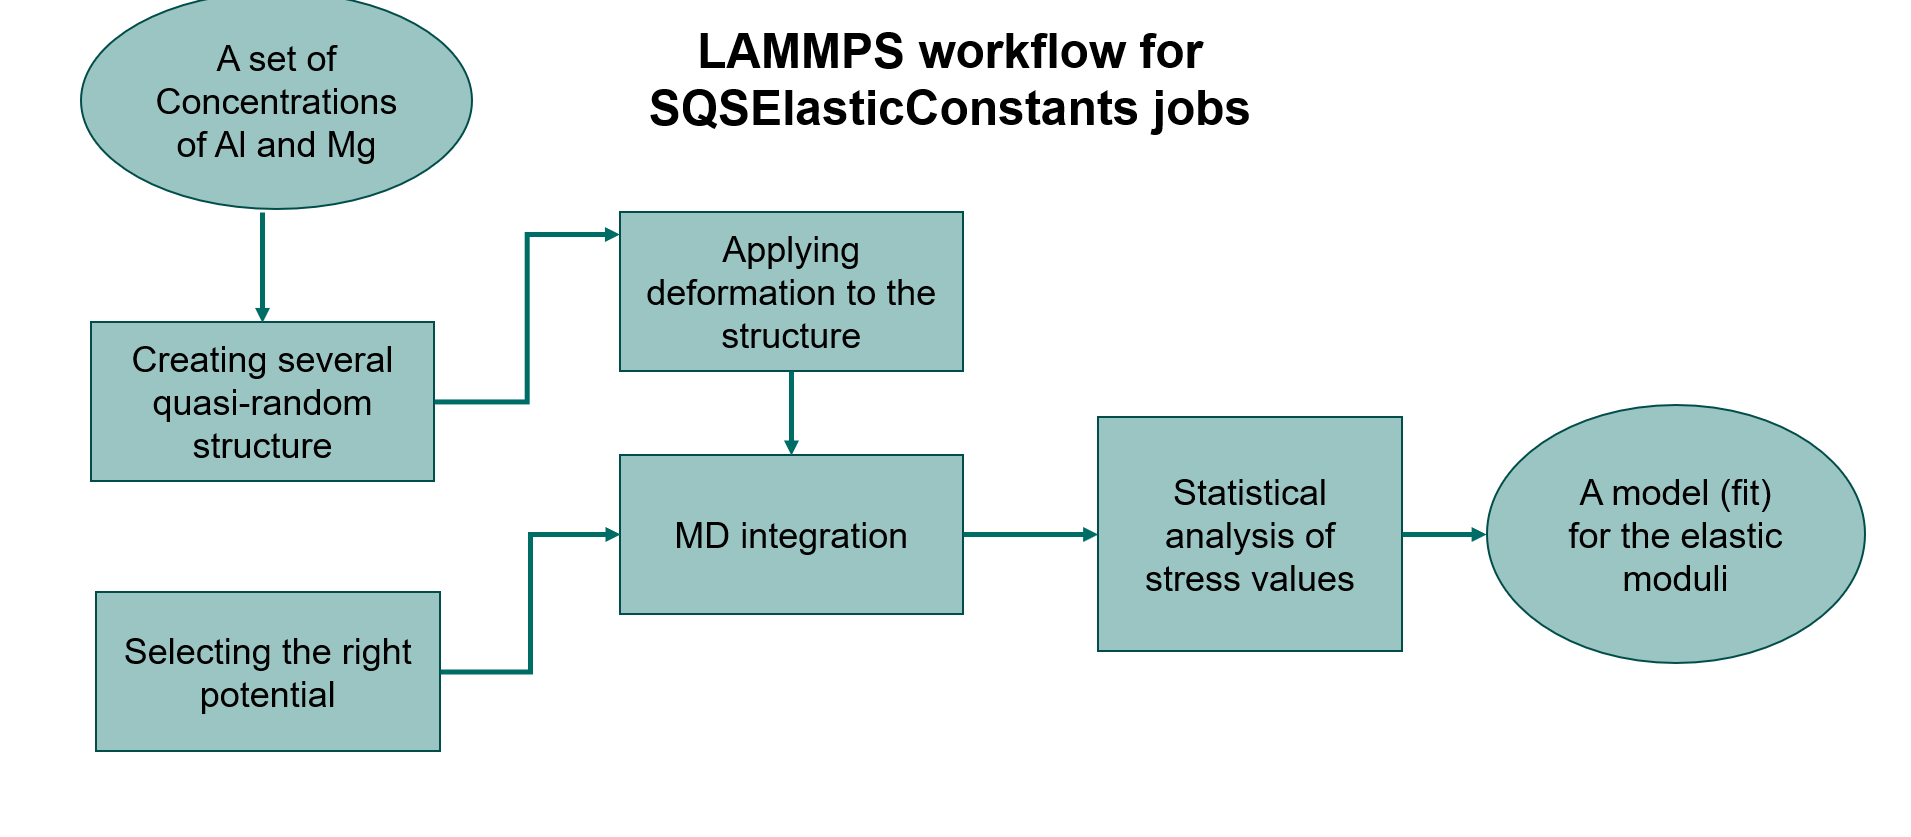 A set of
Concentrations
of Al and Mg
LAMMPS workflow for
SQSElasticConstants jobs
Creating several
quasi-random
structure
Applying
deformation to the
structure
Selecting the right
potential
MD integration
Statistical
analysis of
stress values
A model (fit)
for the elastic
moduli